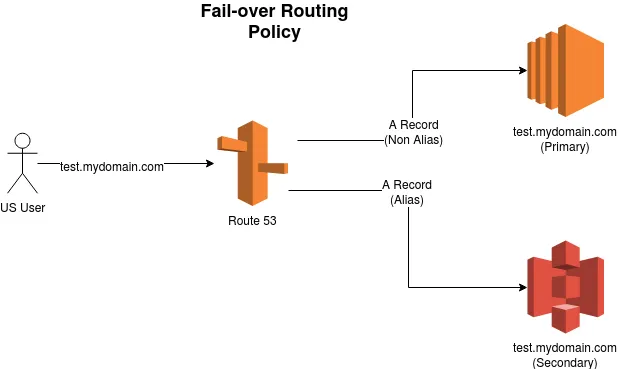 Fail-over Routing
Policy
A Record
(Non Alias)
test.mydomain.com
(Primary)
test.mydomain.com
US User
Route 53
A Record
(Alias)
test.mydomain.com
(Secondary)